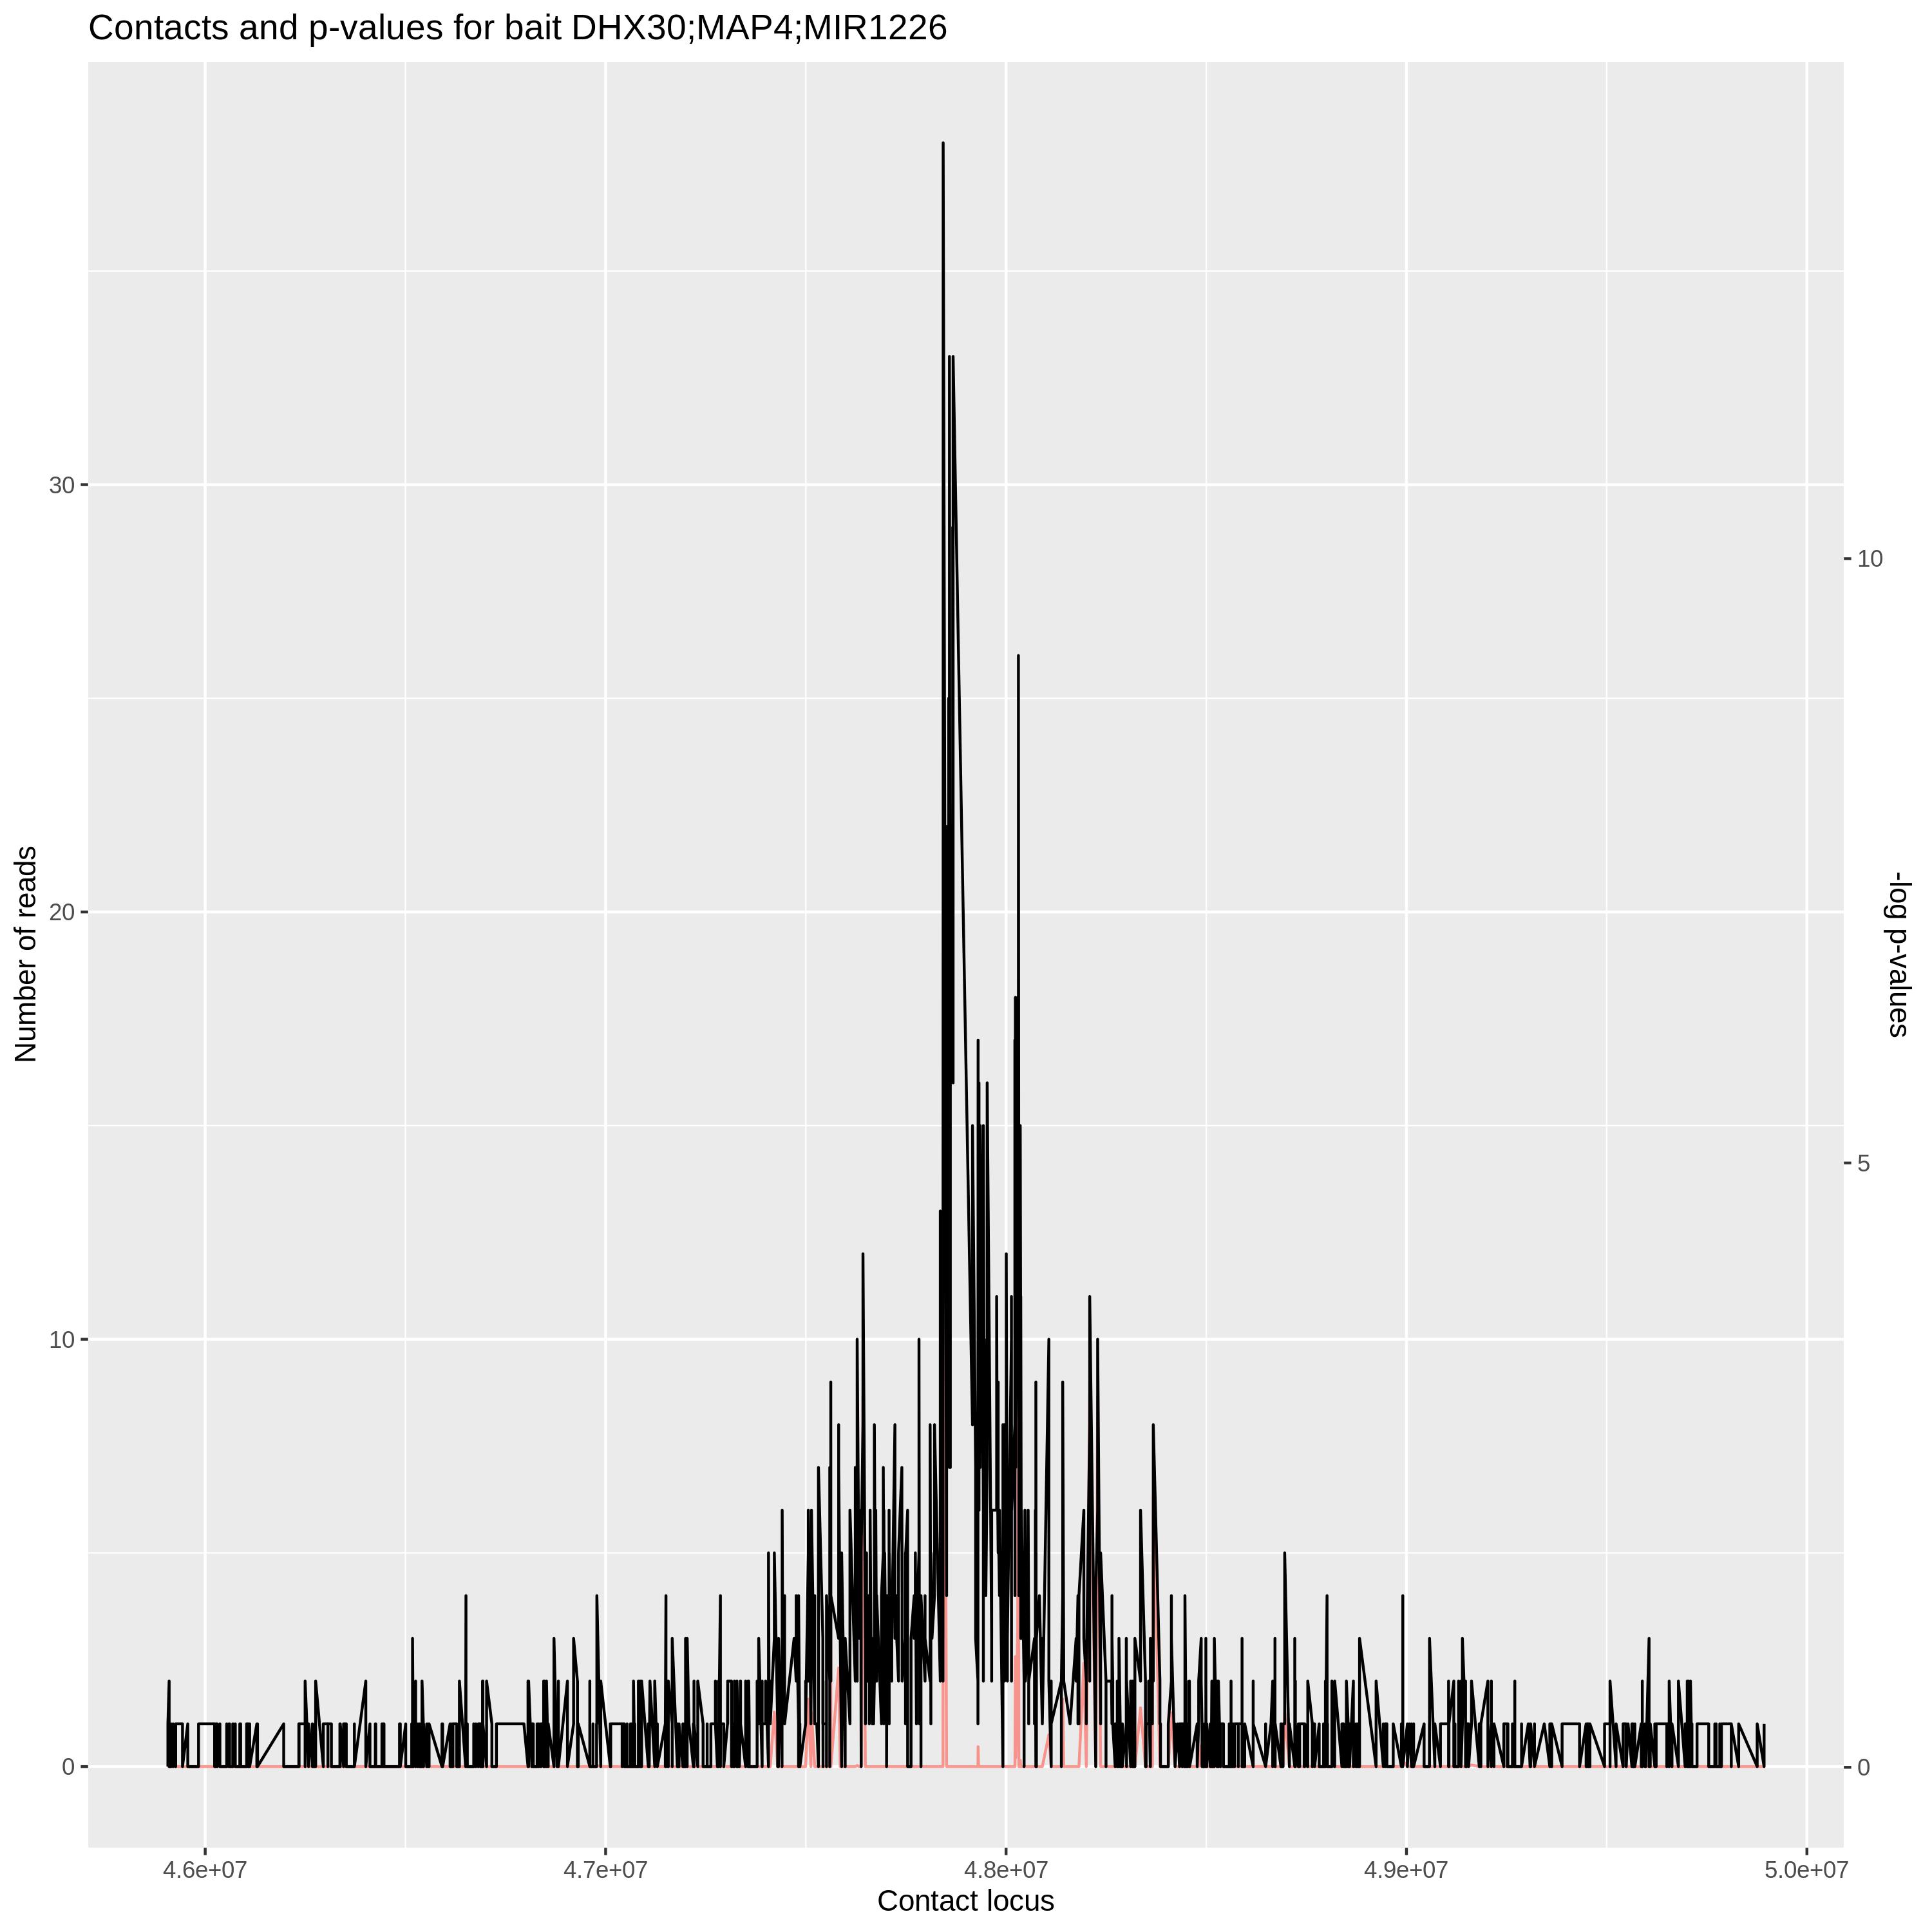 Contacts and p-values for bait DHX30;MAP4;MIR1226
30
20
10
0
Number of reads
10
5
0
-log p-values
4.6e+07 4.7e+07 4.8e+07 4.9e+07 5.0e+07
Contact locus